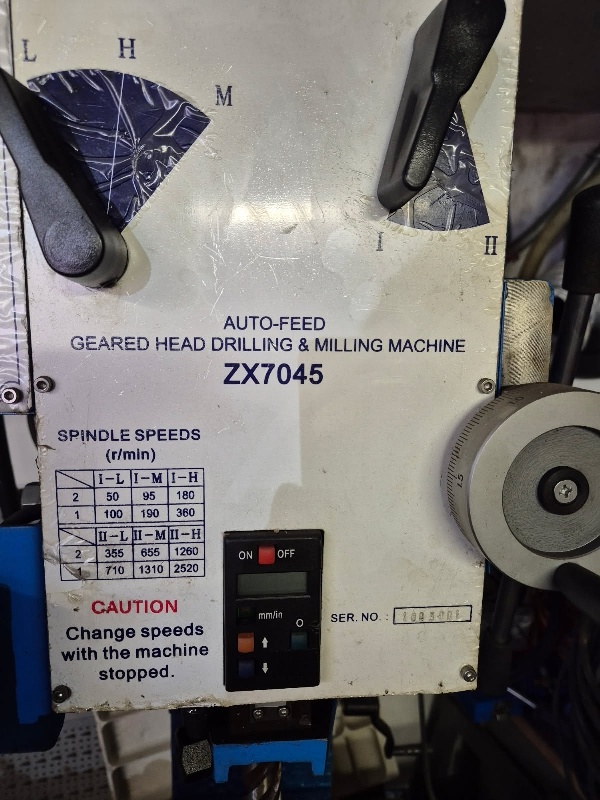 L H M
I II
AUTO-FEED
GEARED HEAD DRILLING & MILLING MACHINE
ZX7045
SPINDLE SPEEDS
(r/min)
I-L I-M I-H
2 50 95 180
1 100 190 360
II-L II-M II-H
2 355 655 1260
1 710 1310 2520
CAUTION
Change speeds
with the machine
stopped.
ON OFF
mm/in
O
SER. NO. :